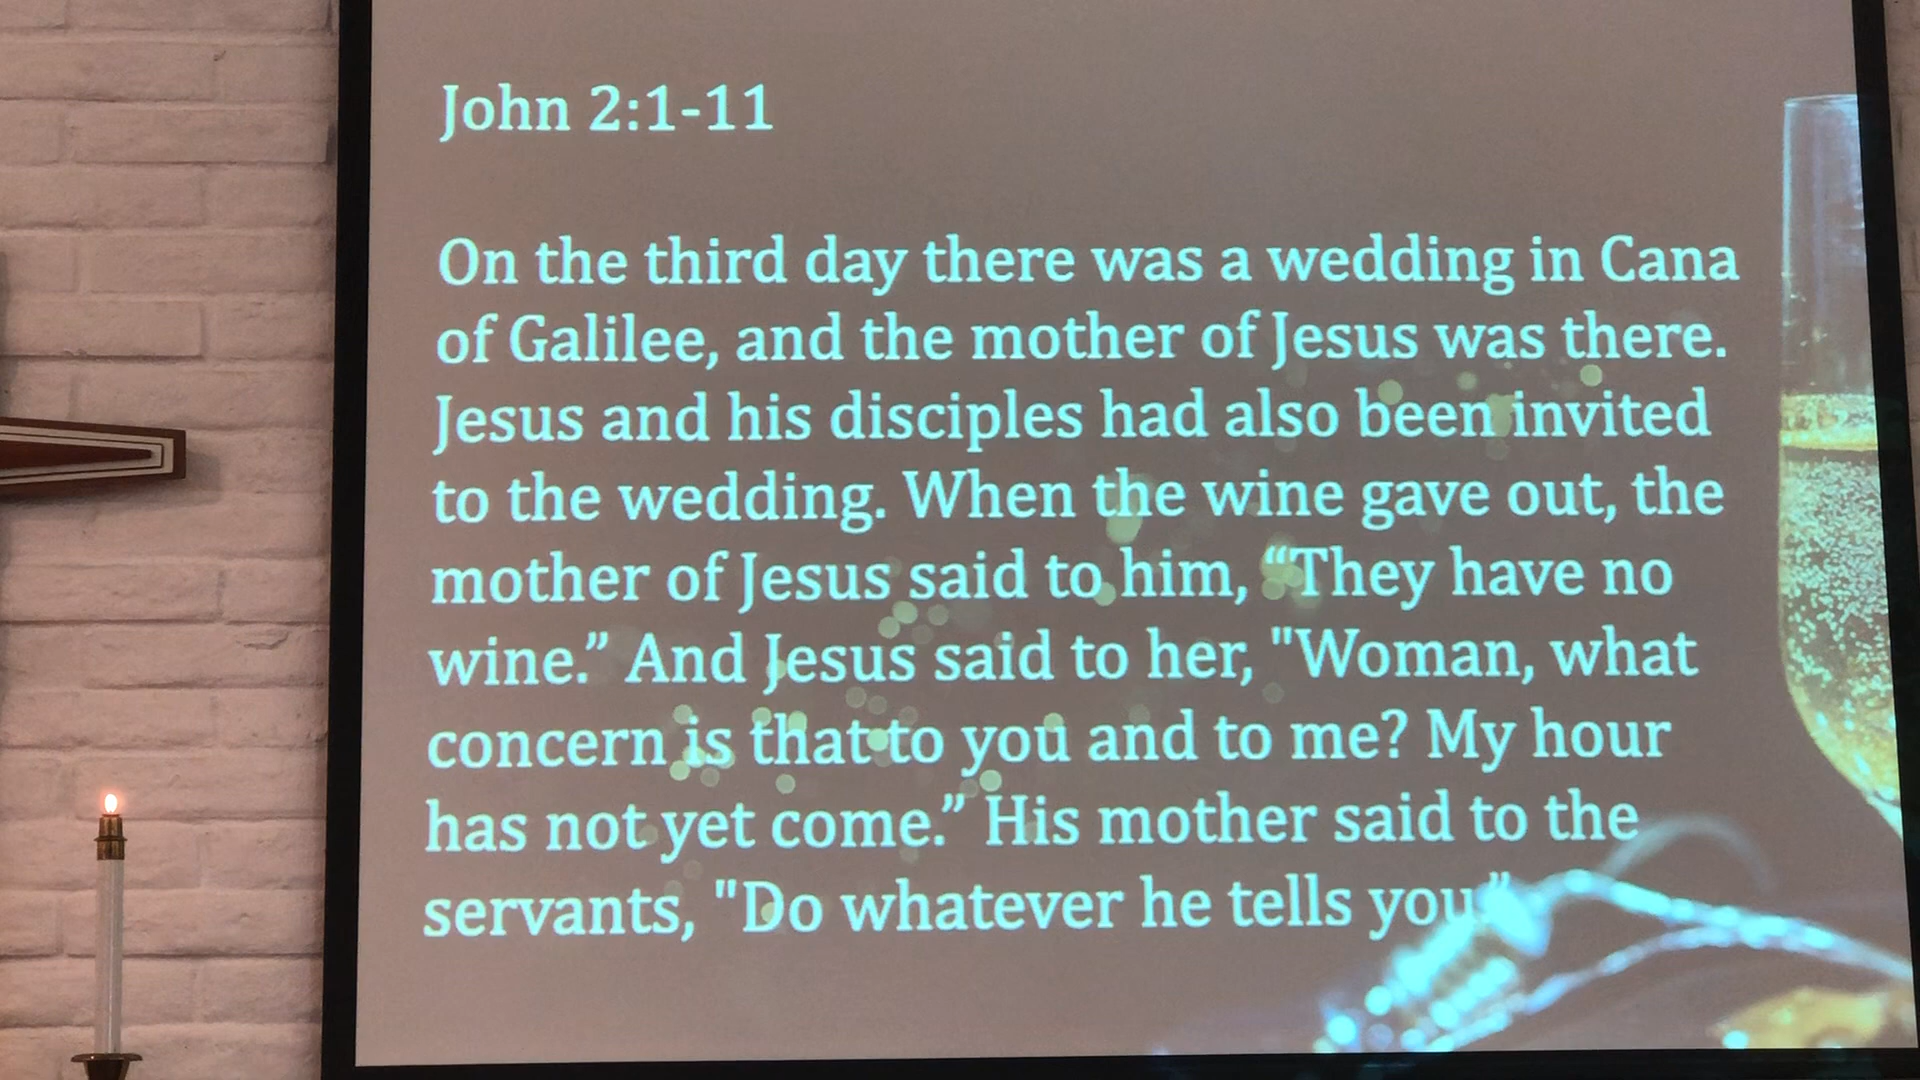 John 2:1-11
On the third day there was a wedding in Cana
of Galilee, and the mother of Jesus was there.
Jesus and his disciples had also been invited
to the wedding. When the wine gave out, the
mother of Jesus said to him, “They have no
wine.” And Jesus said to her, "Woman, what
concern is that to you and to me? My hour
has not yet come.” His mother said to the
servants, "Do whatever he tells you.”